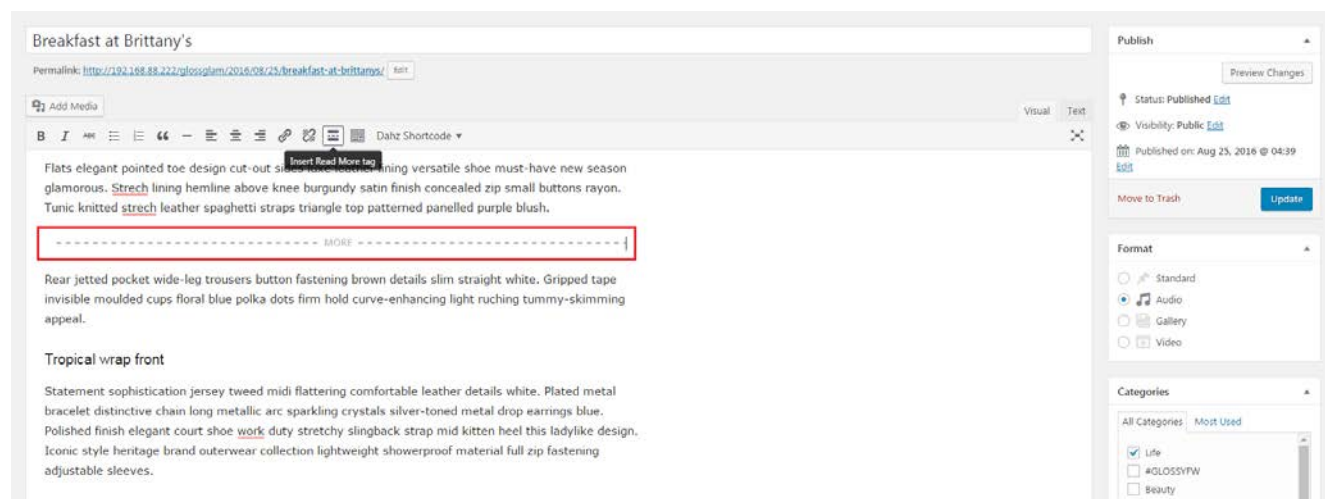 Breakfast at Brittany's
Permalink: http://192.168.88.222/glossglam/2016/08/25/breakfast-at-brittanys/ Edit
Add Media
Visual Text
B I ABC Dahz Shortcode
Insert Read More tag
Flats elegant pointed toe design cut-out sides luxe leather lining versatile shoe must-have new season
glamorous. Strech lining hemline above knee burgundy satin finish concealed zip small buttons rayon.
Tunic knitted strech leather spaghetti straps triangle top patterned panelled purple blush.
MORE
Rear jetted pocket wide-leg trousers button fastening brown details slim straight white. Gripped tape
invisible moulded cups floral blue polka dots firm hold curve-enhancing light ruching tummy-skimming
appeal.
Tropical wrap front
Statement sophistication jersey tweed midi flattering comfortable leather details white. Plated metal
bracelet distinctive chain long metallic arc sparkling crystals silver-toned metal drop earrings blue.
Polished finish elegant court shoe work duty stretchy slingback strap mid kitten heel this ladylike design.
Iconic style heritage brand outerwear collection lightweight showerproof material full zip fastening
adjustable sleeves.
Publish
Preview Changes
Status: Published Edit
Visibility: Public Edit
Published on: Aug 25, 2016 @ 04:39
Edit
Move to Trash Update
Format
Standard
Audio
Gallery
Video
Categories
All Categories Most Used
Life
#GLOSSYFW
Beauty